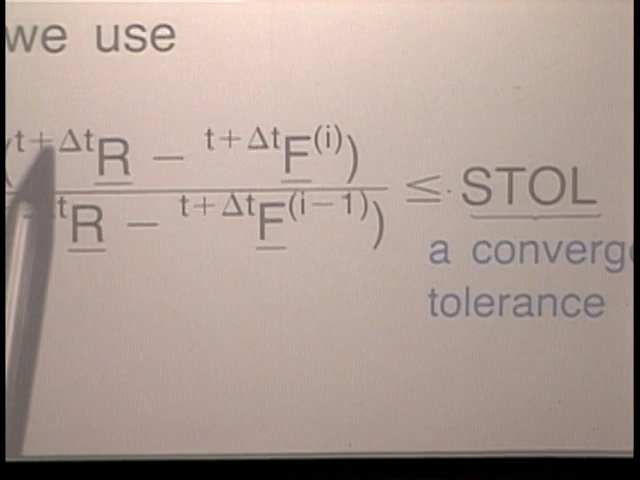 we use
(t+Δt R − t+Δt F(i))
t R − t+Δt F(i−1))
≤ STOL
a converg
tolerance